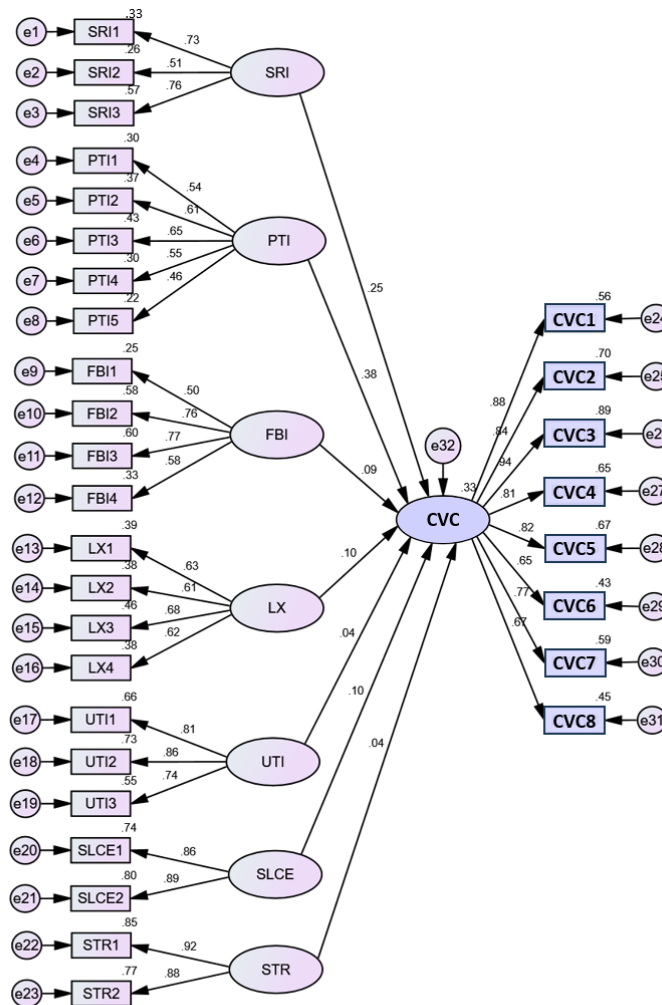 .33
e1 SRI1 .73
.26
e2 SRI2 .51 SRI
.57 .76
e3 SRI3
.30
e4 PTI1 .54
.37
e5 PTI2 .61
.43
e6 PTI3 .65 PTI
.30 .55
e7 PTI4 .46
.22
e8 PTI5
.25
.38
.25
e9 FBI1 .50
.58
e10 FBI2 .76
.60 FBI
e11 FBI3 .77
.33 .58
e12 FBI4
.09
.39
e13 LX1 .63
.38
e14 LX2 .61
.46 LX
e15 LX3 .68
.38 .62
e16 LX4
.10
.66
e17 UTI1 .81
.73
e18 UTI2 .86 UTI
.55 .74
e19 UTI3
.04
.74
e20 SLCE1 .86
.80 SLCE
e21 SLCE2 .89
.10
.85
e22 STR1 .92
.77 STR
e23 STR2 .88
.04
e32
.33
CVC
.56
.88 CVC1
.70
.84 CVC2
.89
.94 CVC3
.65
.81 CVC4 e27
.67
.82 CVC5 e28
.43
.65 CVC6 e29
.59
.77 CVC7 e30
.45
.67 CVC8 e31